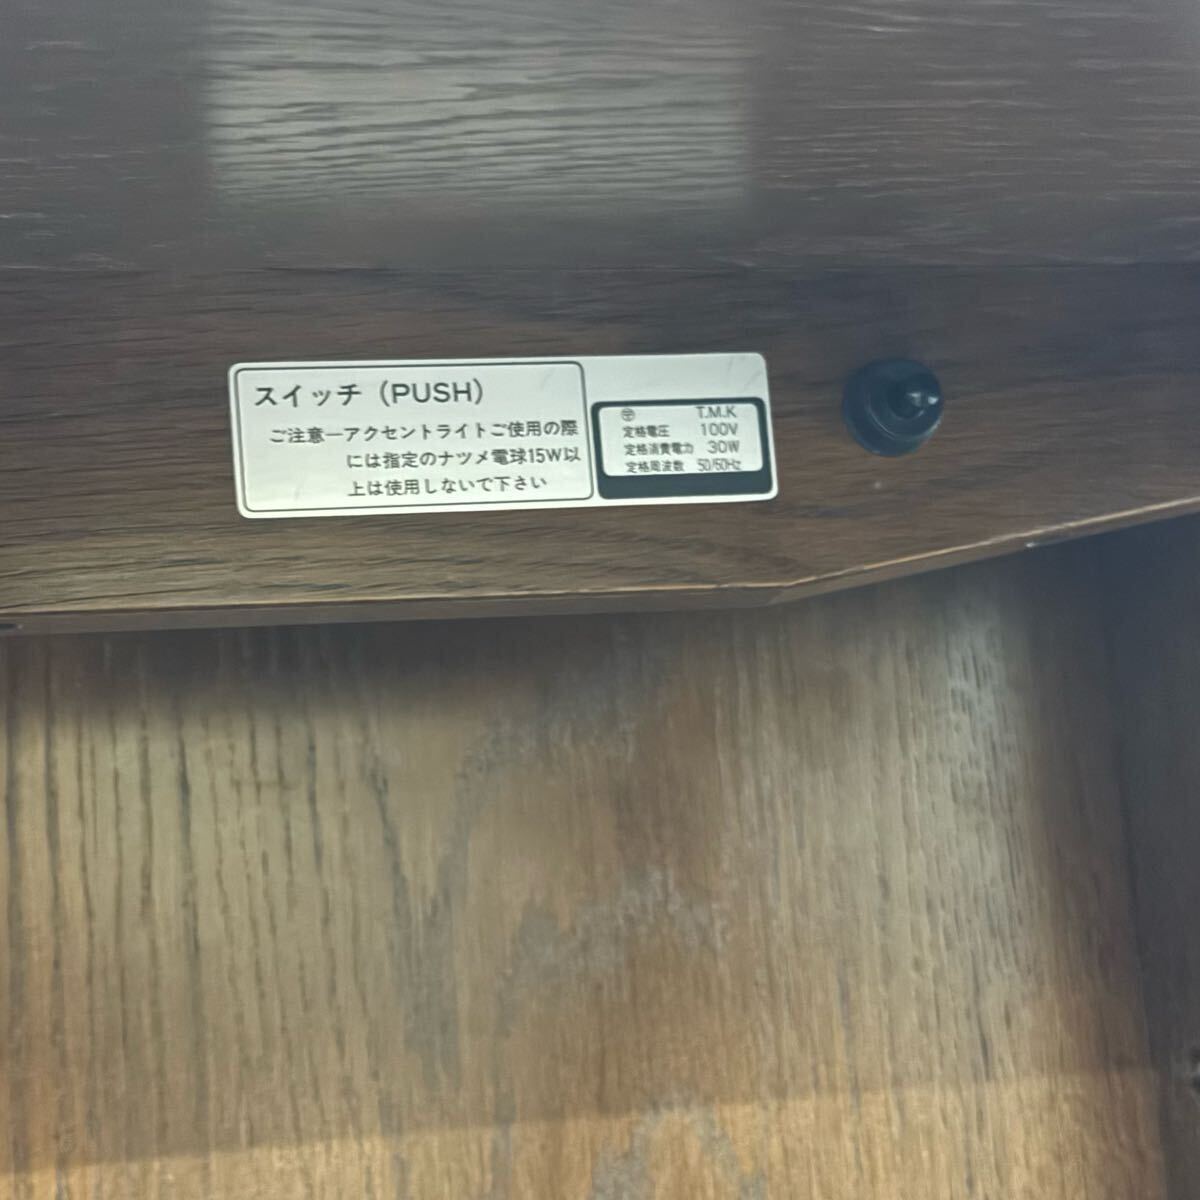 スイッチ（PUSH）
ご注意ーアクセントライトご使用の際
には指定のナツメ電球15W以
上は使用しないで下さい
〶 T.M.K
定格電圧 100V
定格消費電力 30W
定格周波数 50/60Hz